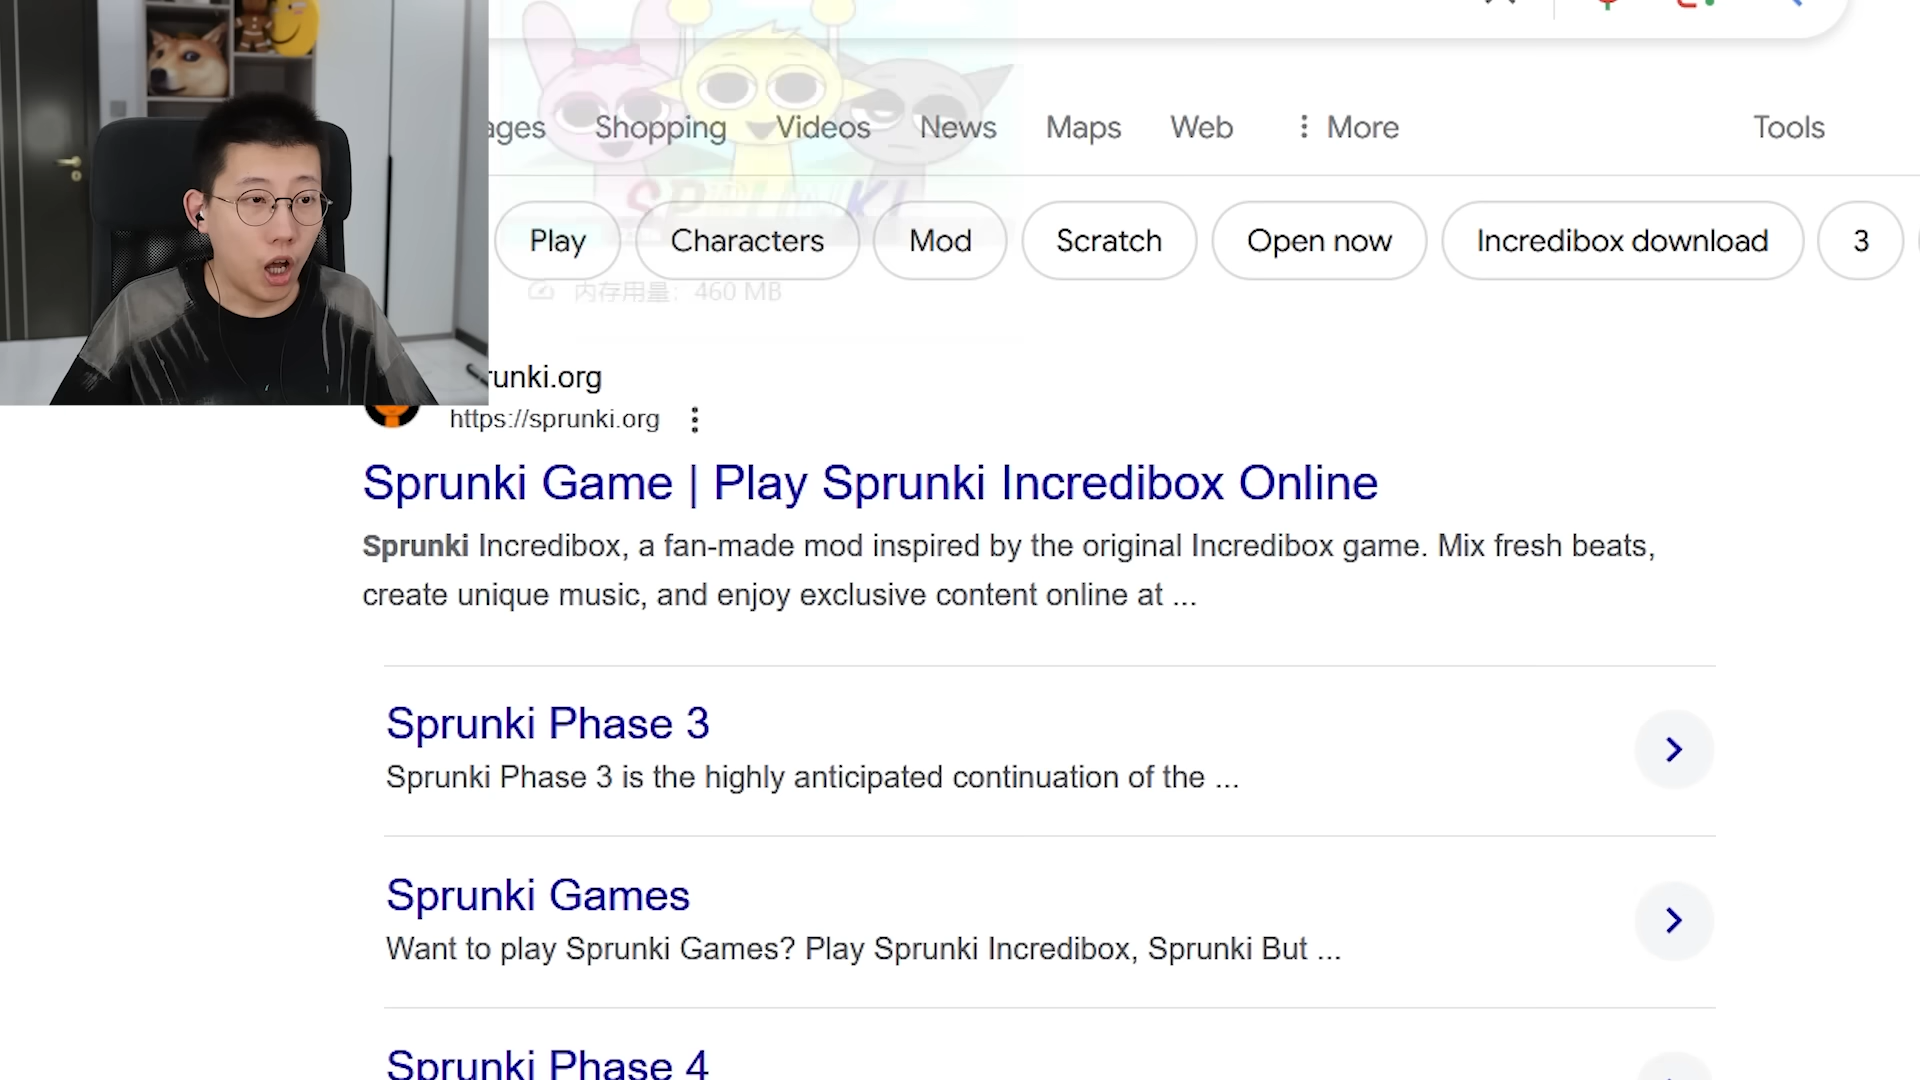 ages Shopping Videos News Maps Web More Tools
SPRUNKI
Play Characters Mod Scratch Open now Incredibox download 3
内存用量：460 MB
runki.org
https://sprunki.org
Sprunki Game | Play Sprunki Incredibox Online
Sprunki Incredibox, a fan-made mod inspired by the original Incredibox game. Mix fresh beats,
create unique music, and enjoy exclusive content online at ...
Sprunki Phase 3
Sprunki Phase 3 is the highly anticipated continuation of the ...
Sprunki Games
Want to play Sprunki Games? Play Sprunki Incredibox, Sprunki But ...
Sprunki Phase 4